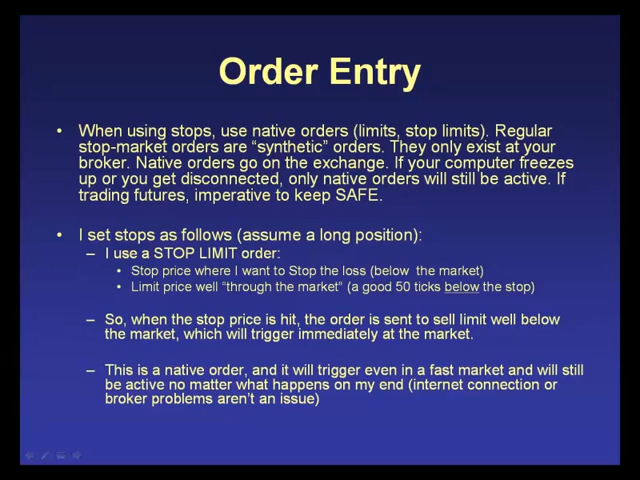 Order Entry
• When using stops, use native orders (limits, stop limits). Regular
stop-market orders are “synthetic” orders. They only exist at your
broker. Native orders go on the exchange. If your computer freezes
up or you get disconnected, only native orders will still be active. If
trading futures, imperative to keep SAFE.
• I set stops as follows (assume a long position):
– I use a STOP LIMIT order:
• Stop price where I want to Stop the loss (below the market)
• Limit price well “through the market” (a good 50 ticks below the stop)
– So, when the stop price is hit, the order is sent to sell limit well below
the market, which will trigger immediately at the market.
– This is a native order, and it will trigger even in a fast market and will still
be active no matter what happens on my end (internet connection or
broker problems aren’t an issue)